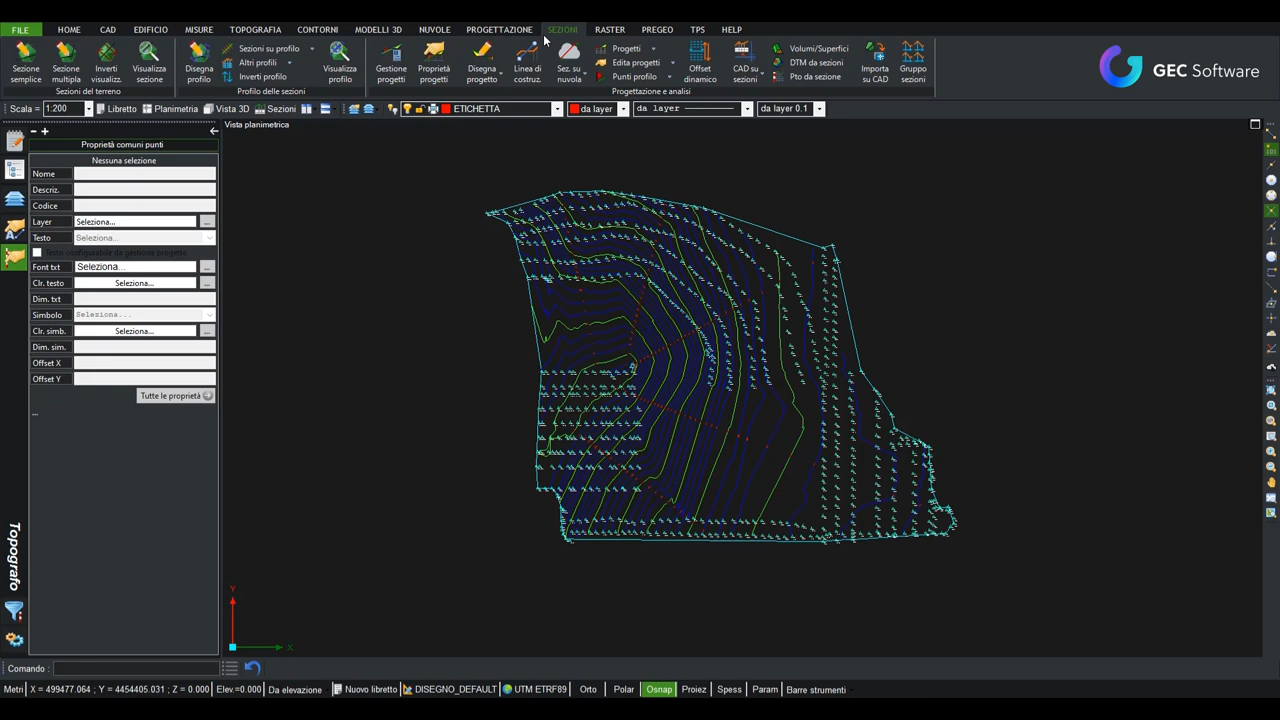 FILE HOME CAD EDIFICIO MISURE TOPOGRAFIA CONTORNI MODELLI 3D NUVOLE PROGETTAZIONE SEZIONI RASTER PREGEO TPS HELP
Sezione semplice
Sezione multipla
Inverti visualiz.
Visualizza sezione
Sezioni del terreno
Disegna profilo
Sezioni su profilo
Altri profili
Inverti profilo
Visualizza profilo
Profilo delle sezioni
Gestione progetti
Proprietà progetti
Disegna progetto
Linea di costruz.
Sez. su nuvola
Progetti
Edita progetti
Punti profilo
Offset dinamico
CAD su sezioni
Volumi/Superfici
DTM da sezioni
Pto da sezione
Importa su CAD
Gruppo sezioni
Progettazione e analisi
GEC Software
Scala = 1:200 Libretto Planimetria Vista 3D Sezioni ETICHETTA da layer da layer da layer 0.1
Vista planimetrica
Proprietà comuni punti
Nessuna selezione
Nome
Descriz.
Codice
Layer Seleziona... ...
Testo Seleziona...
Testo configurabile da gestione progetto
Font txt Seleziona... ...
Clr. testo Seleziona... ...
Dim. txt
Simbolo Seleziona...
Clr. simb. Seleziona... ...
Dim. sim.
Offset X
Offset Y
Tutte le proprietà
...
Topografo
Y
X
Comando :
Metri X = 499477.064 ; Y = 4454405.031 ; Z = 0.000 Elev=0.000 Da elevazione Nuovo libretto DISEGNO_DEFAULT UTM ETRF89 Orto Polar Osnap Proiez Spess Param Barre strumenti